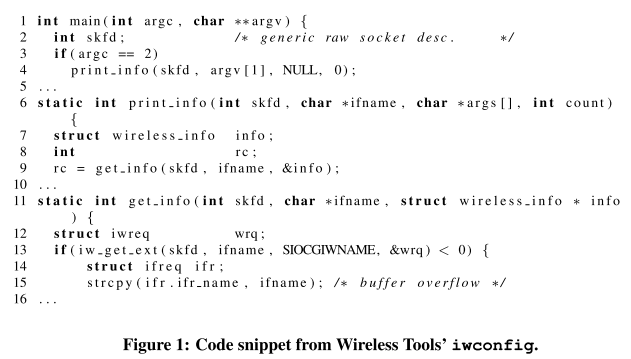 1 int main(int argc, char **argv) {
2 int skfd; /* generic raw socket desc. */
3 if(argc == 2)
4 print_info(skfd, argv[1], NULL, 0);
5 ...
6 static int print_info(int skfd, char *ifname, char *args[], int count)
{
7 struct wireless_info info;
8 int rc;
9 rc = get_info(skfd, ifname, &info);
10 ...
11 static int get_info(int skfd, char *ifname, struct wireless_info * info
) {
12 struct iwreq wrq;
13 if(iw_get_ext(skfd, ifname, SIOCGIWNAME, &wrq) < 0) {
14 struct ifreq ifr;
15 strcpy(ifr.ifr_name, ifname); /* buffer overflow */
16 ...
Figure 1: Code snippet from Wireless Tools' iwconfig.